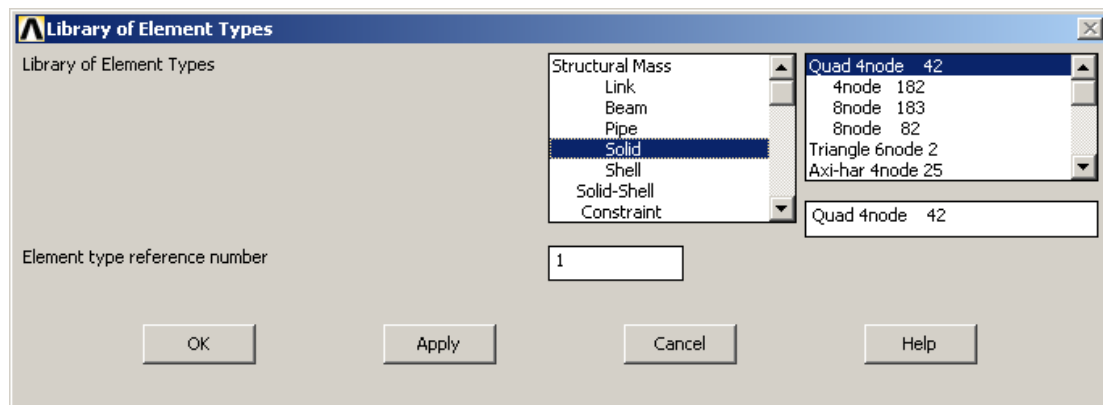 Library of Element Types
Library of Element Types
Structural Mass
Link
Beam
Pipe
Solid
Shell
Solid-Shell
Constraint
Quad 4node 42
4node 182
8node 183
8node 82
Triangle 6node 2
Axi-har 4node 25
Quad 4node 42
Element type reference number
1
OK
Apply
Cancel
Help